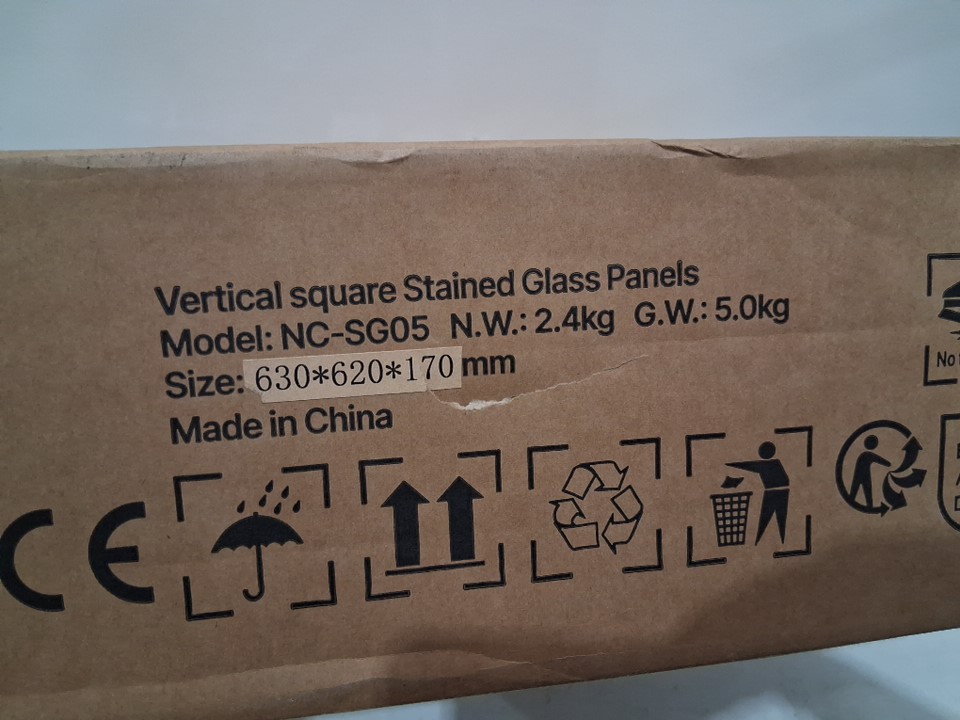 Vertical square Stained Glass Panels
Model: NC-SG05 N.W.: 2.4kg G.W.: 5.0kg
Size: 630*620*170 mm
Made in China
No
CE